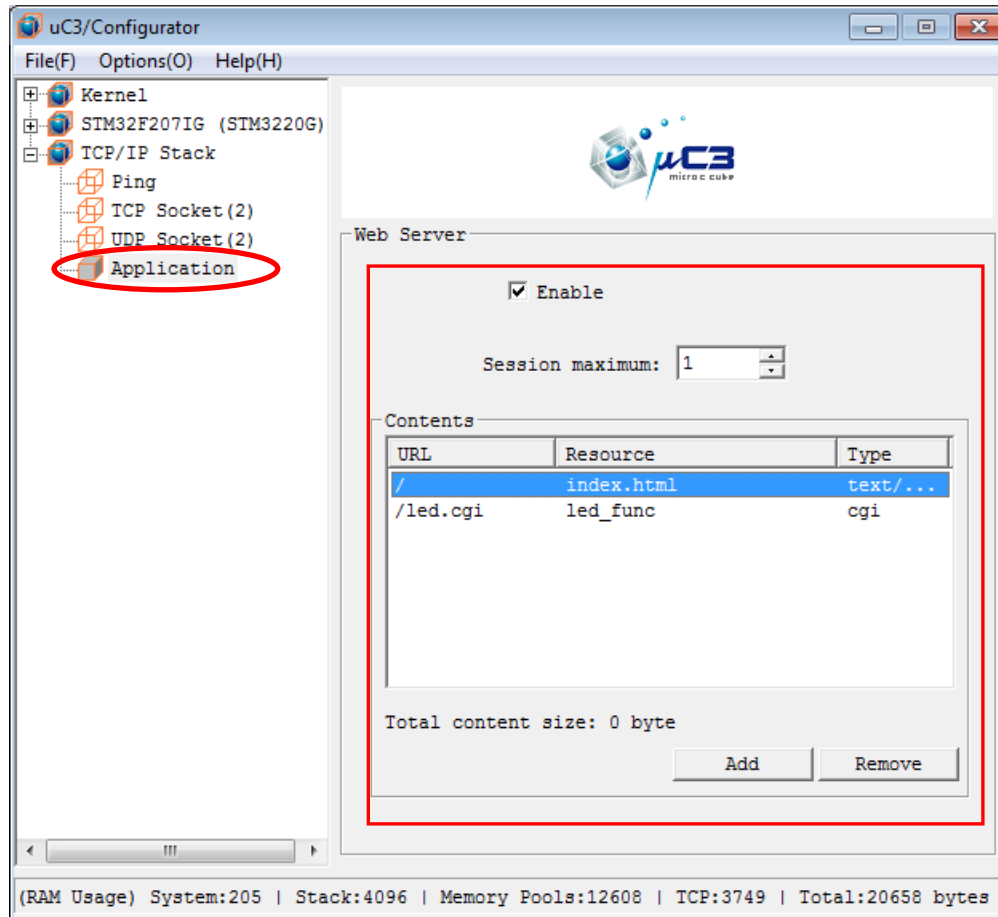 uC3/Configurator
File(F) Options(O) Help(H)
Kernel
STM32F207IG (STM3220G)
TCP/IP Stack
Ping
TCP Socket(2)
UDP Socket(2)
Application
µC3
micro c cube
Web Server
Enable
Session maximum: 1
Contents
URL Resource Type
/ index.html text/...
/led.cgi led_func cgi
Total content size: 0 byte
Add Remove
(RAM Usage) System:205 | Stack:4096 | Memory Pools:12608 | TCP:3749 | Total:20658 bytes